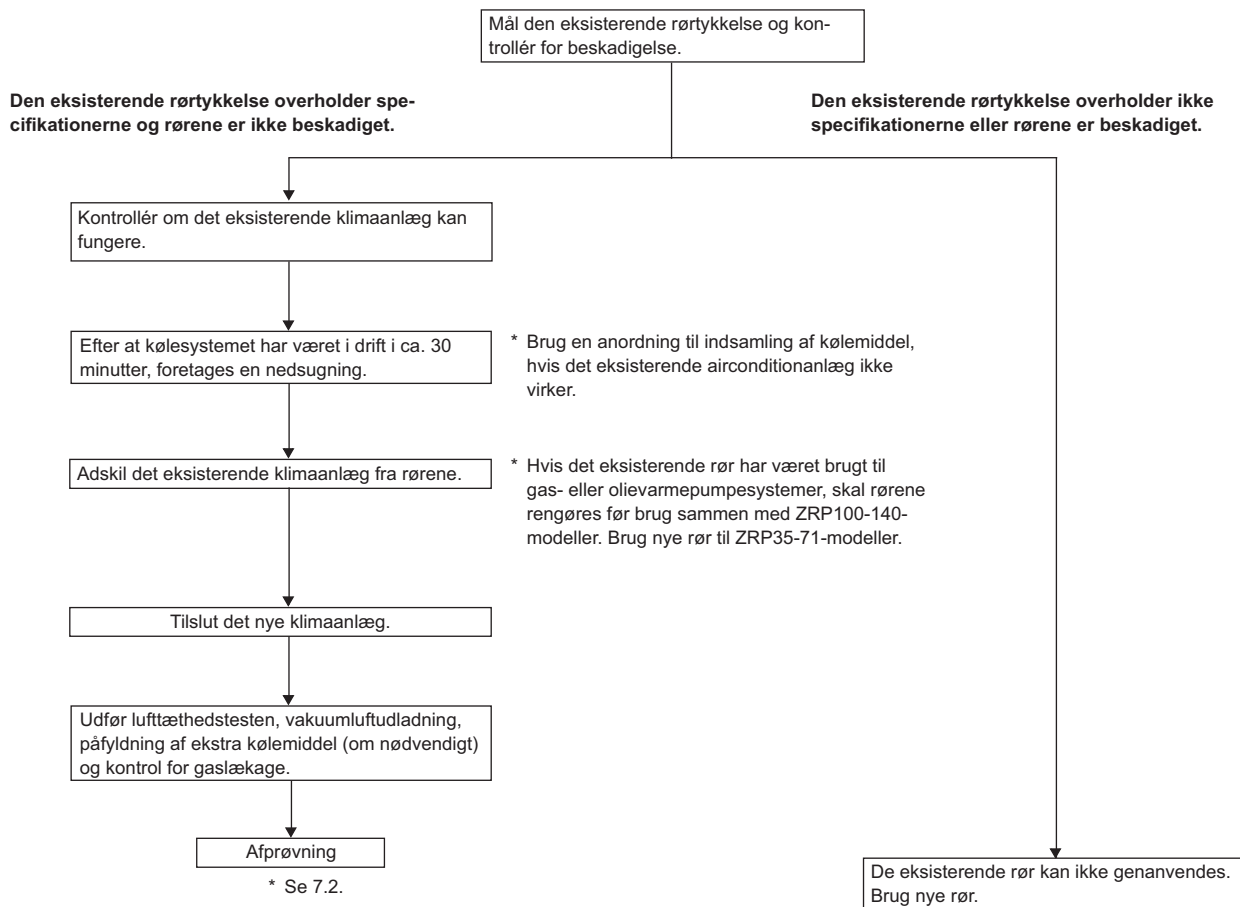 Mål den eksisterende rørtykkelse og kon-
trollér for beskadigelse.
Den eksisterende rørtykkelse overholder spe-
cifikationerne og rørene er ikke beskadiget.
Den eksisterende rørtykkelse overholder ikke
specifikationerne eller rørene er beskadiget.
Kontrollér om det eksisterende klimaanlæg kan
fungere.
Efter at kølesystemet har været i drift i ca. 30
minutter, foretages en nedsugning.
* Brug en anordning til indsamling af kølemiddel,
hvis det eksisterende airconditionanlæg ikke
virker.
Adskil det eksisterende klimaanlæg fra rørene.
* Hvis det eksisterende rør har været brugt til
gas- eller olievarmepumpesystemer, skal rørene
rengøres før brug sammen med ZRP100-140-
modeller. Brug nye rør til ZRP35-71-modeller.
Tilslut det nye klimaanlæg.
Udfør lufttæthedstesten, vakuumluftudladning,
påfyldning af ekstra kølemiddel (om nødvendigt)
og kontrol for gaslækage.
Afprøvning
* Se 7.2.
De eksisterende rør kan ikke genanvendes.
Brug nye rør.